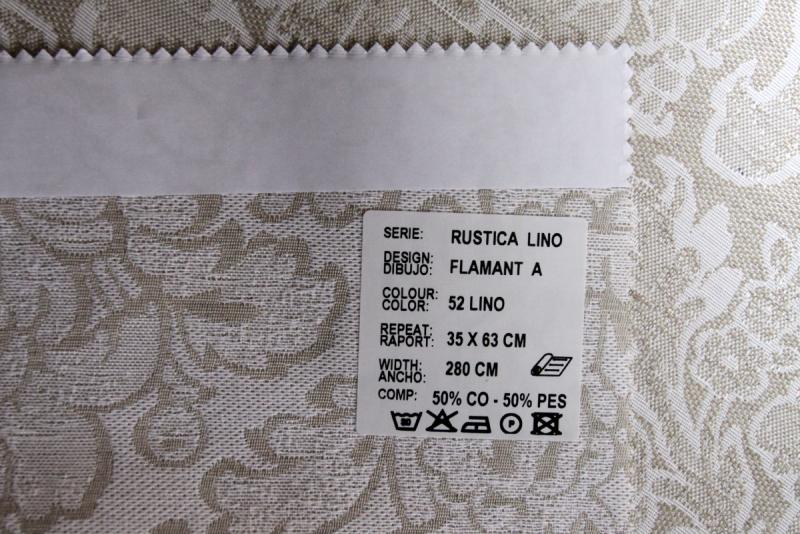 SERIE: RUSTICA LINO
DESIGN:
DIBUJO: FLAMANT A
COLOUR:
COLOR: 52 LINO
REPEAT:
RAPORT: 35 X 63 CM
WIDTH:
ANCHO: 280 CM
COMP: 50% CO - 50% PES
P